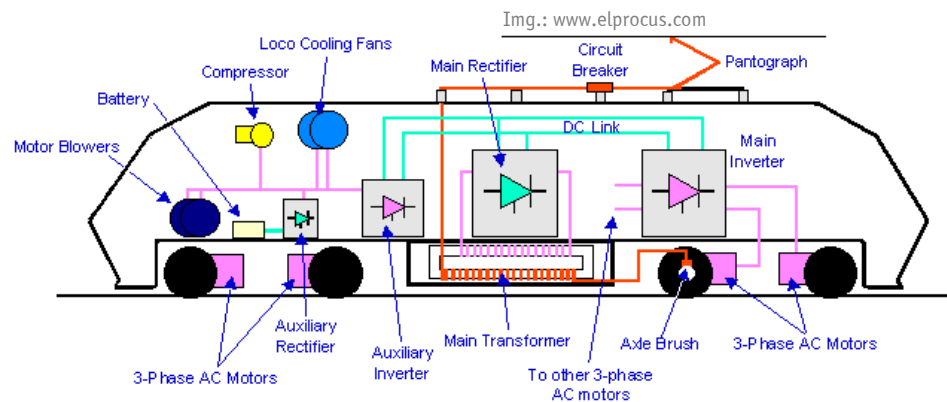 Img.: www.elprocus.com
Loco Cooling Fans
Circuit
Breaker
Main Rectifier
Pantograph
Compressor
Battery
DC Link
Main
Inverter
Motor Blowers
Auxiliary
Rectifier
Main Transformer
Axle Brush
3-Phase AC Motors
Auxiliary
Inverter
3-Phase AC Motors
To other 3-phase
AC motors